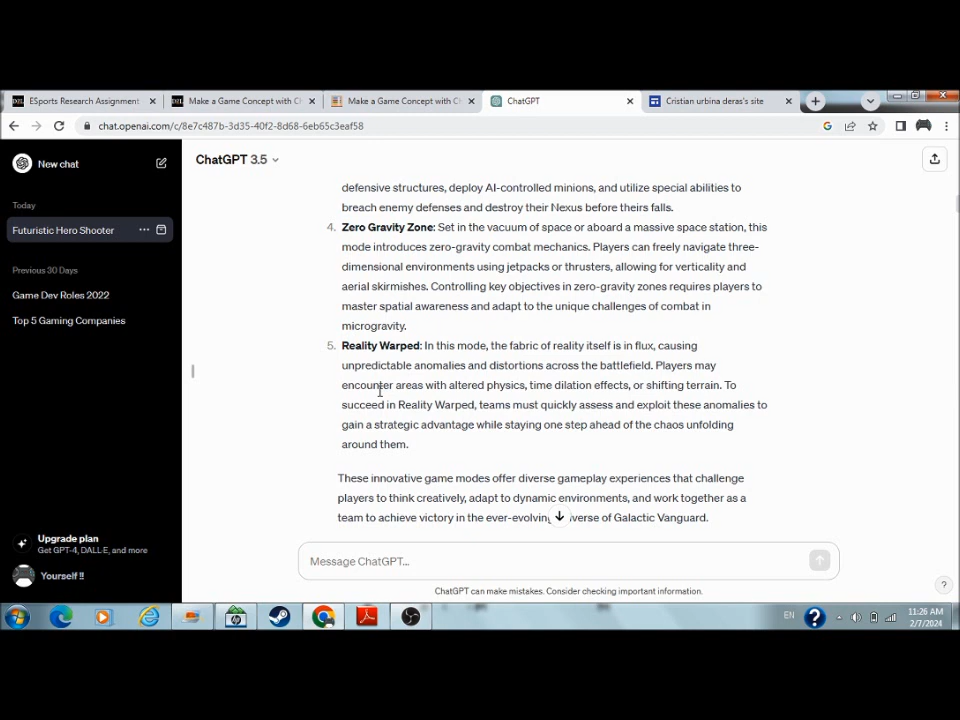 ESports Research Assignment
Make a Game Concept with C
Make a Game Concept with C
ChatGPT
Cristian urbina deras's site
chat.openai.com/c/8e7c487b-3d35-40f2-8d68-6eb65c3eaf58
New chat
ChatGPT 3.5
Today
Futuristic Hero Shooter
Previous 30 Days
Game Dev Roles 2022
Top 5 Gaming Companies
defensive structures, deploy AI-controlled minions, and utilize special abilities to
breach enemy defenses and destroy their Nexus before theirs falls.
4. Zero Gravity Zone: Set in the vacuum of space or aboard a massive space station, this
mode introduces zero-gravity combat mechanics. Players can freely navigate three-
dimensional environments using jetpacks or thrusters, allowing for verticality and
aerial skirmishes. Controlling key objectives in zero-gravity zones requires players to
master spatial awareness and adapt to the unique challenges of combat in
microgravity.
5. Reality Warped: In this mode, the fabric of reality itself is in flux, causing
unpredictable anomalies and distortions across the battlefield. Players may
encounter areas with altered physics, time dilation effects, or shifting terrain. To
succeed in Reality Warped, teams must quickly assess and exploit these anomalies to
gain a strategic advantage while staying one step ahead of the chaos unfolding
around them.
These innovative game modes offer diverse gameplay experiences that challenge
players to think creatively, adapt to dynamic environments, and work together as a
team to achieve victory in the ever-evolving verse of Galactic Vanguard.
Upgrade plan
Get GPT-4, DALL·E, and more
Yourself !!
Message ChatGPT...
ChatGPT can make mistakes. Consider checking important information.
?
EN
11:26 AM
2/7/2024